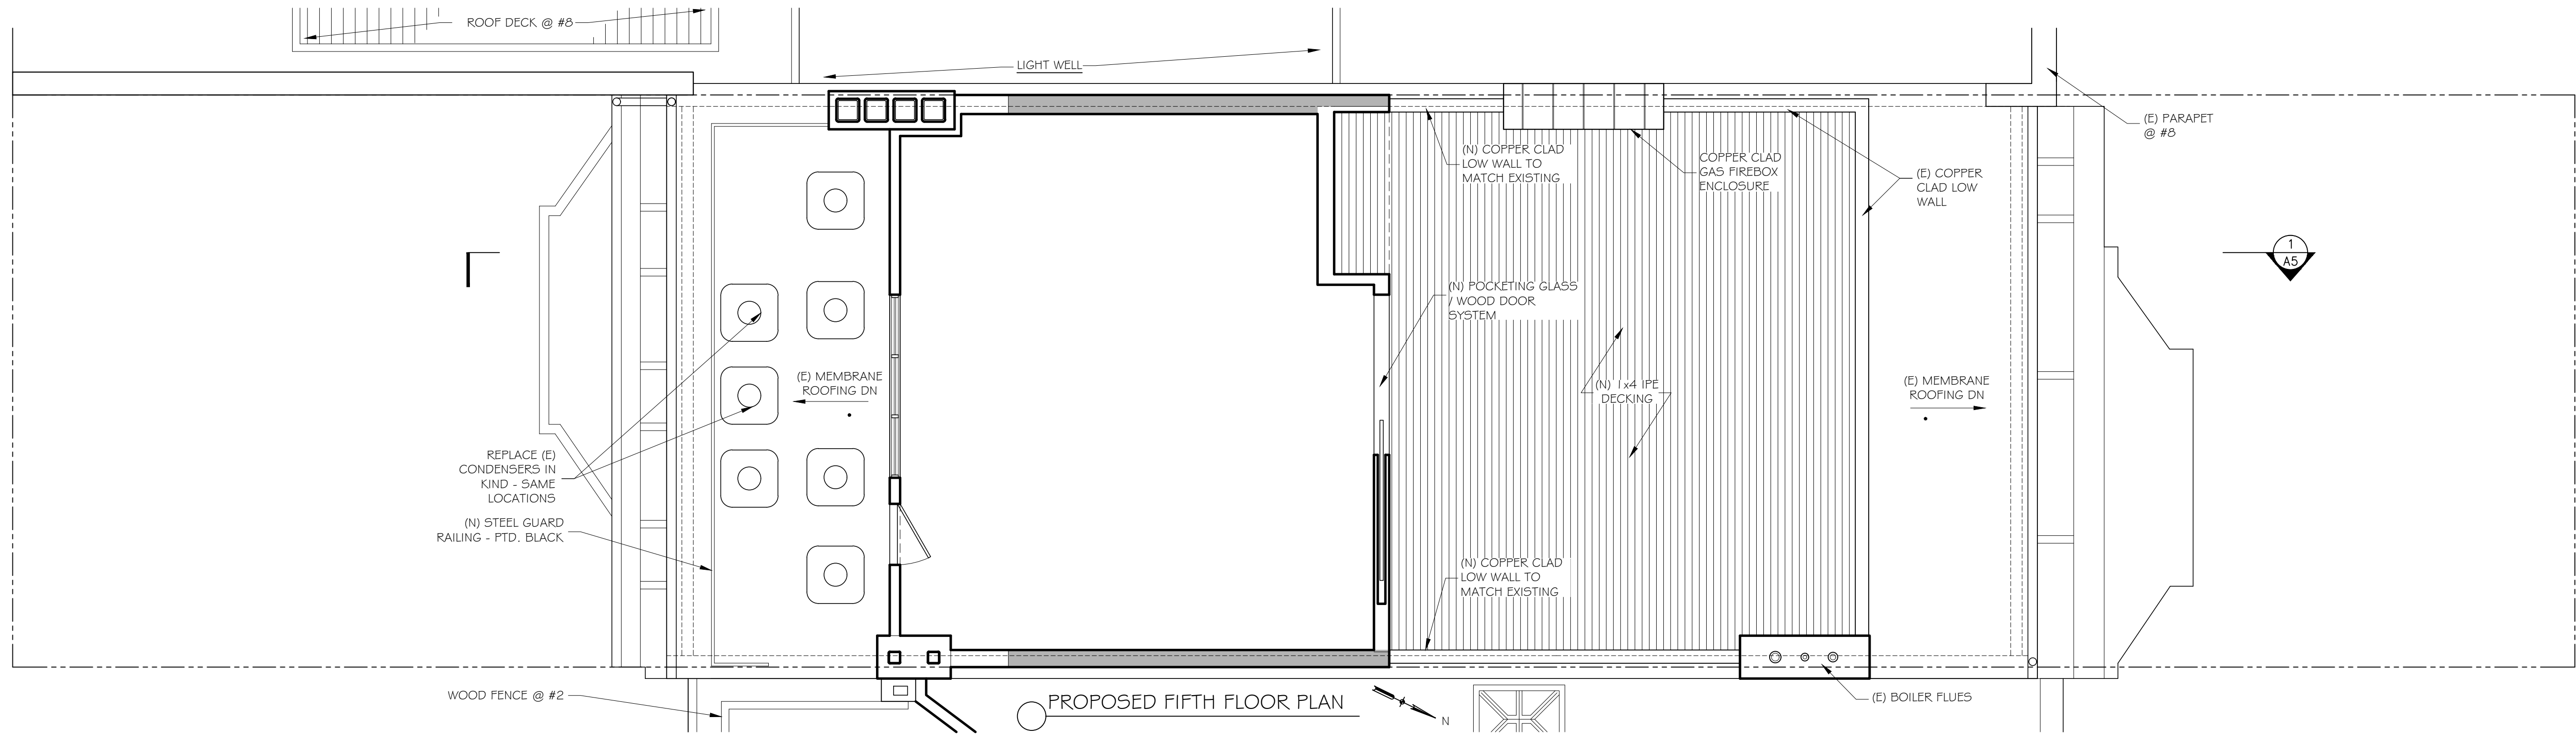 ROOF DECK @ #8
LIGHT WELL
(E) PARAPET
@ #8
(N) COPPER CLAD
LOW WALL TO
MATCH EXISTING
COPPER CLAD
GAS FIREBOX
ENCLOSURE
(E) COPPER
CLAD LOW
WALL
1
A5
(N) POCKETING GLASS
/ WOOD DOOR
SYSTEM
(E) MEMBRANE
ROOFING DN
(N) 1x4 IPE
DECKING
(E) MEMBRANE
ROOFING DN
REPLACE (E)
CONDENSERS IN
KIND - SAME
LOCATIONS
(N) STEEL GUARD
RAILING - PTD. BLACK
(N) COPPER CLAD
LOW WALL TO
MATCH EXISTING
WOOD FENCE @ #2
PROPOSED FIFTH FLOOR PLAN
N
(E) BOILER FLUES